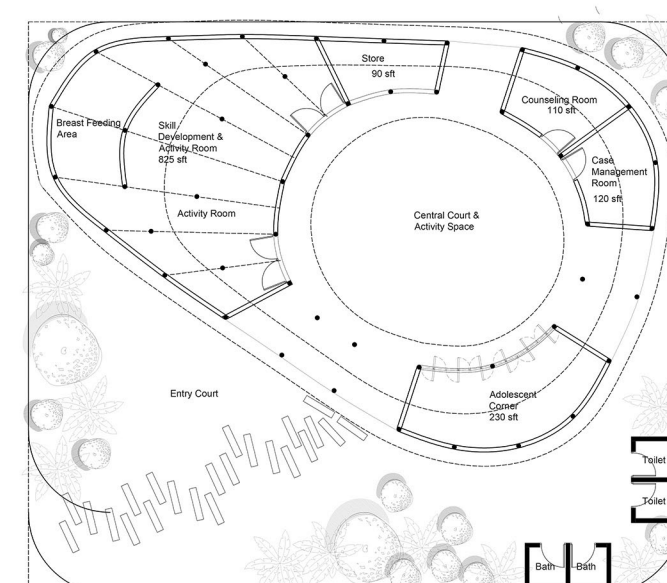 Store
90 sft
Counseling Room
110 sft
Breast Feeding
Area
Skill
Development &
Activity Room
825 sft
Case
Management
Room
120 sft
Activity Room
Central Court &
Activity Space
Entry Court
Adolescent
Corner
230 sft
Toilet
Toilet
Bath
Bath